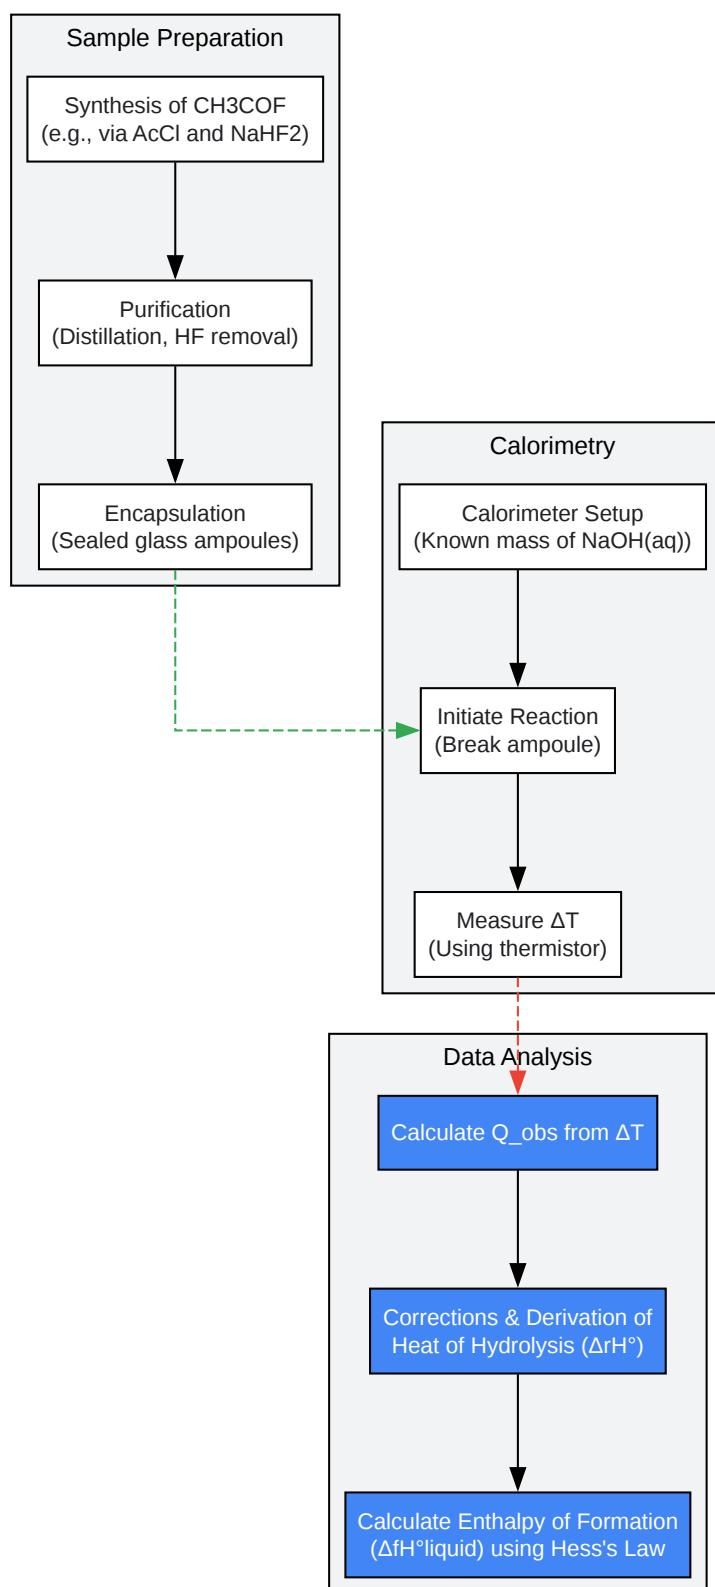 Sample Preparation
Synthesis of CH3COF
(e.g., via AcCl and NaHF2)
Purification
(Distillation, HF removal)
Encapsulation
(Sealed glass ampoules)
Calorimetry
Calorimeter Setup
(Known mass of NaOH(aq))
Initiate Reaction
(Break ampoule)
Measure ΔT
(Using thermistor)
Data Analysis
Calculate Q_obs from ΔT
Corrections & Derivation of
Heat of Hydrolysis (ΔrH°)
Calculate Enthalpy of Formation
(ΔfH°liquid) using Hess's Law